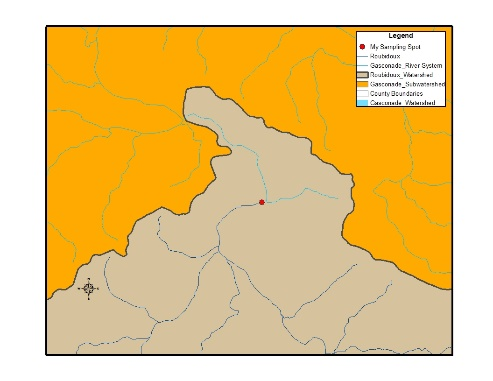 Legend
My Sampling Spot
Roubidoux
Gasconade_River System
Roubidoux_Watershed
Gasconade_Subwatershed
County Boundaries
Gasconade_Watershed